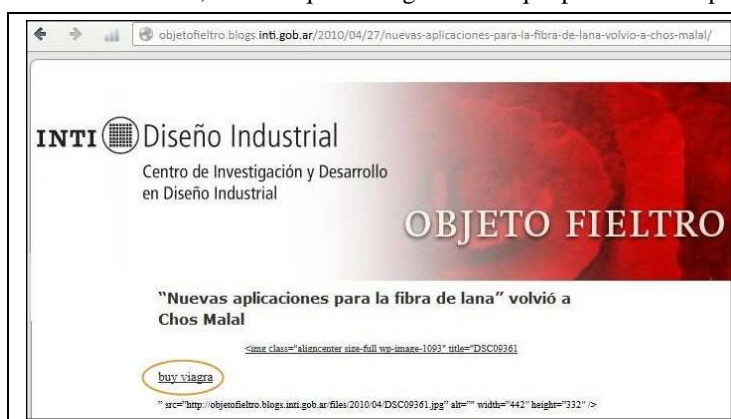 objetofieltro.blogs.inti.gob.ar/2010/04/27/nuevas-aplicaciones-para-la-fibra-de-lana-volvio-a-chos-malal/
INTI Diseño Industrial
Centro de Investigación y Desarrollo
en Diseño Industrial
OBJETO FIELTRO
“Nuevas aplicaciones para la fibra de lana” volvió a
Chos Malal
<img class="aligncenter size-full wp-image-1093" title="DSC09361
buy viagra
" src="http://objetofieltro.blogs.inti.gob.ar/files/2010/04/DSC09361.jpg" alt="" width="442" height="332" />